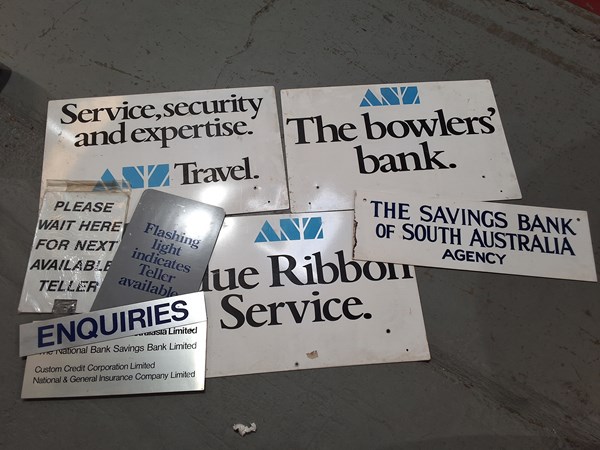 Service, security
and expertise.
ANZ Travel.
ANZ
The bowlers'
bank.
PLEASE
WAIT HERE
FOR NEXT
AVAILABLE
TELLER
Flashing
light
indicates
Teller
available
THE SAVINGS BANK
OF SOUTH AUSTRALIA
AGENCY
ANZ
Ribbon
Service.
ENQUIRIES
Limited
The National Bank Savings Bank Limited
Custom Credit Corporation Limited
National & General Insurance Company Limited